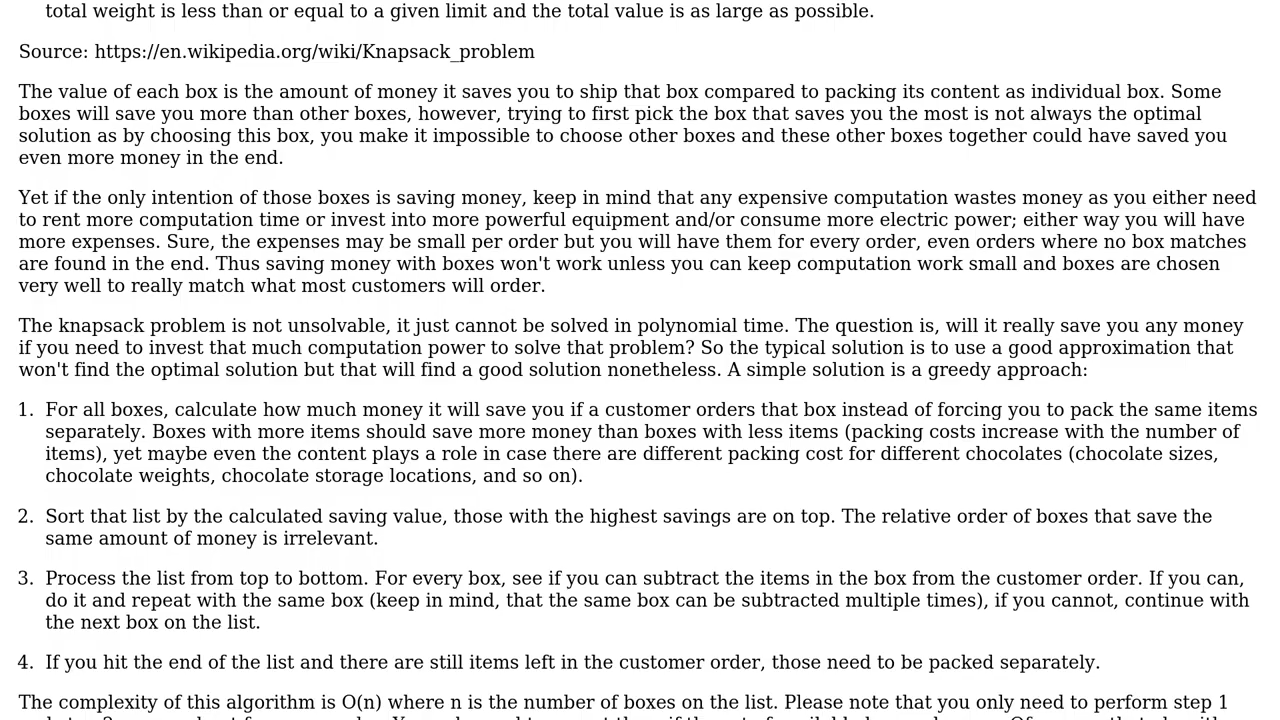 total weight is less than or equal to a given limit and the total value is as large as possible.
Source: https://en.wikipedia.org/wiki/Knapsack_problem
The value of each box is the amount of money it saves you to ship that box compared to packing its content as individual box. Some
boxes will save you more than other boxes, however, trying to first pick the box that saves you the most is not always the optimal
solution as by choosing this box, you make it impossible to choose other boxes and these other boxes together could have saved you
even more money in the end.
Yet if the only intention of those boxes is saving money, keep in mind that any expensive computation wastes money as you either need
to rent more computation time or invest into more powerful equipment and/or consume more electric power; either way you will have
more expenses. Sure, the expenses may be small per order but you will have them for every order, even orders where no box matches
are found in the end. Thus saving money with boxes won't work unless you can keep computation work small and boxes are chosen
very well to really match what most customers will order.
The knapsack problem is not unsolvable, it just cannot be solved in polynomial time. The question is, will it really save you any money
if you need to invest that much computation power to solve that problem? So the typical solution is to use a good approximation that
won't find the optimal solution but that will find a good solution nonetheless. A simple solution is a greedy approach:
1. For all boxes, calculate how much money it will save you if a customer orders that box instead of forcing you to pack the same items
separately. Boxes with more items should save more money than boxes with less items (packing costs increase with the number of
items), yet maybe even the content plays a role in case there are different packing cost for different chocolates (chocolate sizes,
chocolate weights, chocolate storage locations, and so on).
2. Sort that list by the calculated saving value, those with the highest savings are on top. The relative order of boxes that save the
same amount of money is irrelevant.
3. Process the list from top to bottom. For every box, see if you can subtract the items in the box from the customer order. If you can,
do it and repeat with the same box (keep in mind, that the same box can be subtracted multiple times), if you cannot, continue with
the next box on the list.
4. If you hit the end of the list and there are still items left in the customer order, those need to be packed separately.
The complexity of this algorithm is O(n) where n is the number of boxes on the list. Please note that you only need to perform step 1